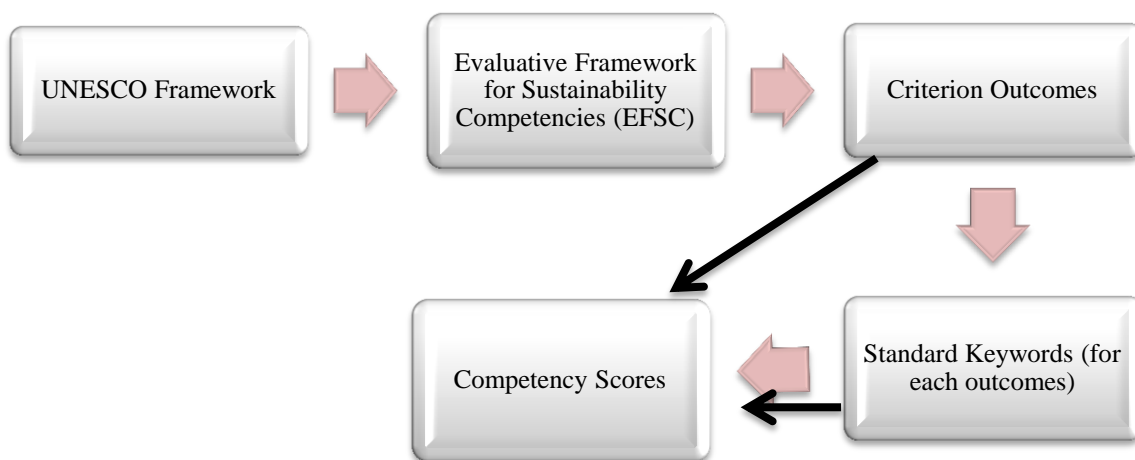 UNESCO Framework
Evaluative Framework
for Sustainability
Competencies (EFSC)
Criterion Outcomes
Standard Keywords (for
each outcomes)
Competency Scores